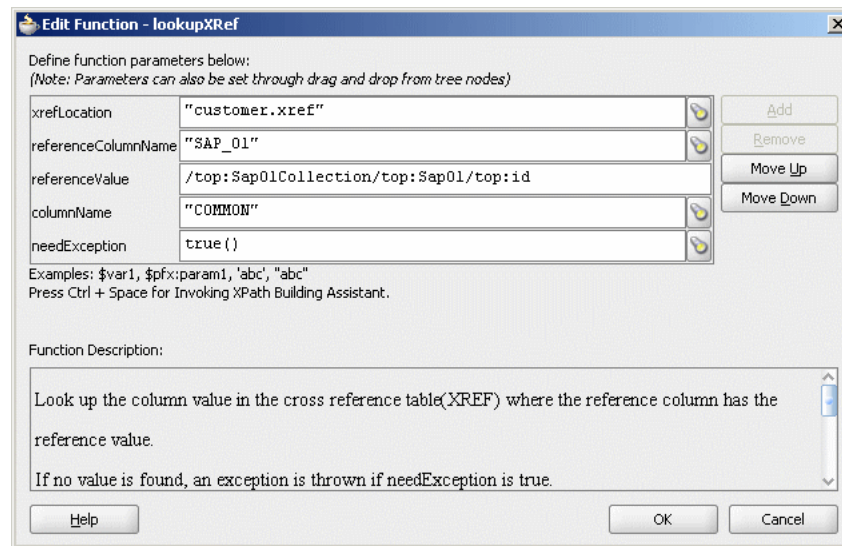 Edit Function - lookupXRef
Define function parameters below:
(Note: Parameters can also be set through drag and drop from tree nodes)
xrefLocation "customer.xref" Add
referenceColumnName "SAP_01" Remove
referenceValue /top:Sap01Collection/top:Sap01/top:id Move Up
columnName "COMMON" Move Down
needException true()
Examples: $var1, $pfx:param1, 'abc', "abc"
Press Ctrl + Space for Invoking XPath Building Assistant.
Function Description:
Look up the column value in the cross reference table(XREF) where the reference column has the
reference value.
If no value is found, an exception is thrown if needException is true.
Help OK Cancel